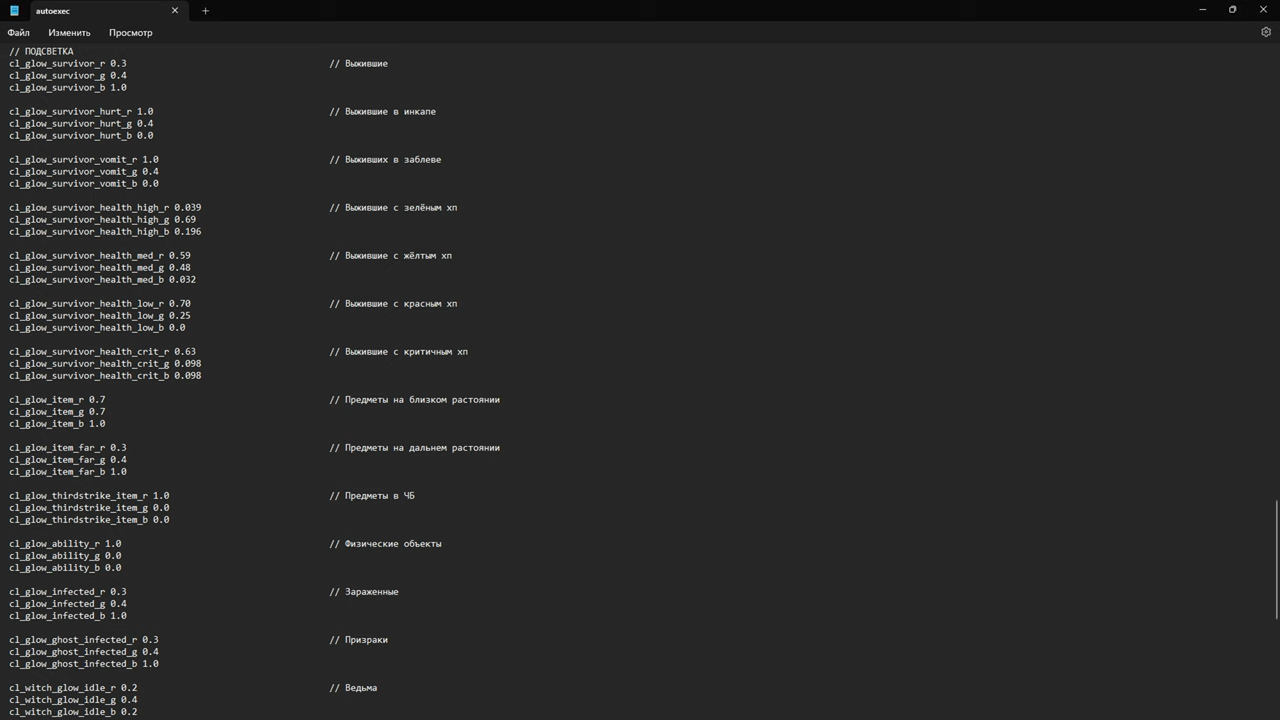 autoexec
Файл Изменить Просмотр
// ПОДСВЕТКА
cl_glow_survivor_r 0.3 // Выжившие
cl_glow_survivor_g 0.4
cl_glow_survivor_b 1.0
cl_glow_survivor_hurt_r 1.0 // Выжившие в инкапе
cl_glow_survivor_hurt_g 0.4
cl_glow_survivor_hurt_b 0.0
cl_glow_survivor_vomit_r 1.0 // Выживших в заблеве
cl_glow_survivor_vomit_g 0.4
cl_glow_survivor_vomit_b 0.0
cl_glow_survivor_health_high_r 0.039 // Выжившие с зелёным хп
cl_glow_survivor_health_high_g 0.69
cl_glow_survivor_health_high_b 0.196
cl_glow_survivor_health_med_r 0.59 // Выжившие с жёлтым хп
cl_glow_survivor_health_med_g 0.48
cl_glow_survivor_health_med_b 0.032
cl_glow_survivor_health_low_r 0.70 // Выжившие с красным хп
cl_glow_survivor_health_low_g 0.25
cl_glow_survivor_health_low_b 0.0
cl_glow_survivor_health_crit_r 0.63 // Выжившие с критичным хп
cl_glow_survivor_health_crit_g 0.098
cl_glow_survivor_health_crit_b 0.098
cl_glow_item_r 0.7 // Предметы на близком растоянии
cl_glow_item_g 0.7
cl_glow_item_b 1.0
cl_glow_item_far_r 0.3 // Предметы на дальнем растоянии
cl_glow_item_far_g 0.4
cl_glow_item_far_b 1.0
cl_glow_thirdstrike_item_r 1.0 // Предметы в ЧБ
cl_glow_thirdstrike_item_g 0.0
cl_glow_thirdstrike_item_b 0.0
cl_glow_ability_r 1.0 // Физические объекты
cl_glow_ability_g 0.0
cl_glow_ability_b 0.0
cl_glow_infected_r 0.3 // Зараженные
cl_glow_infected_g 0.4
cl_glow_infected_b 1.0
cl_glow_ghost_infected_r 0.3 // Призраки
cl_glow_ghost_infected_g 0.4
cl_glow_ghost_infected_b 1.0
cl_witch_glow_idle_r 0.2 // Ведьма
cl_witch_glow_idle_g 0.4
cl_witch_glow_idle_b 0.2